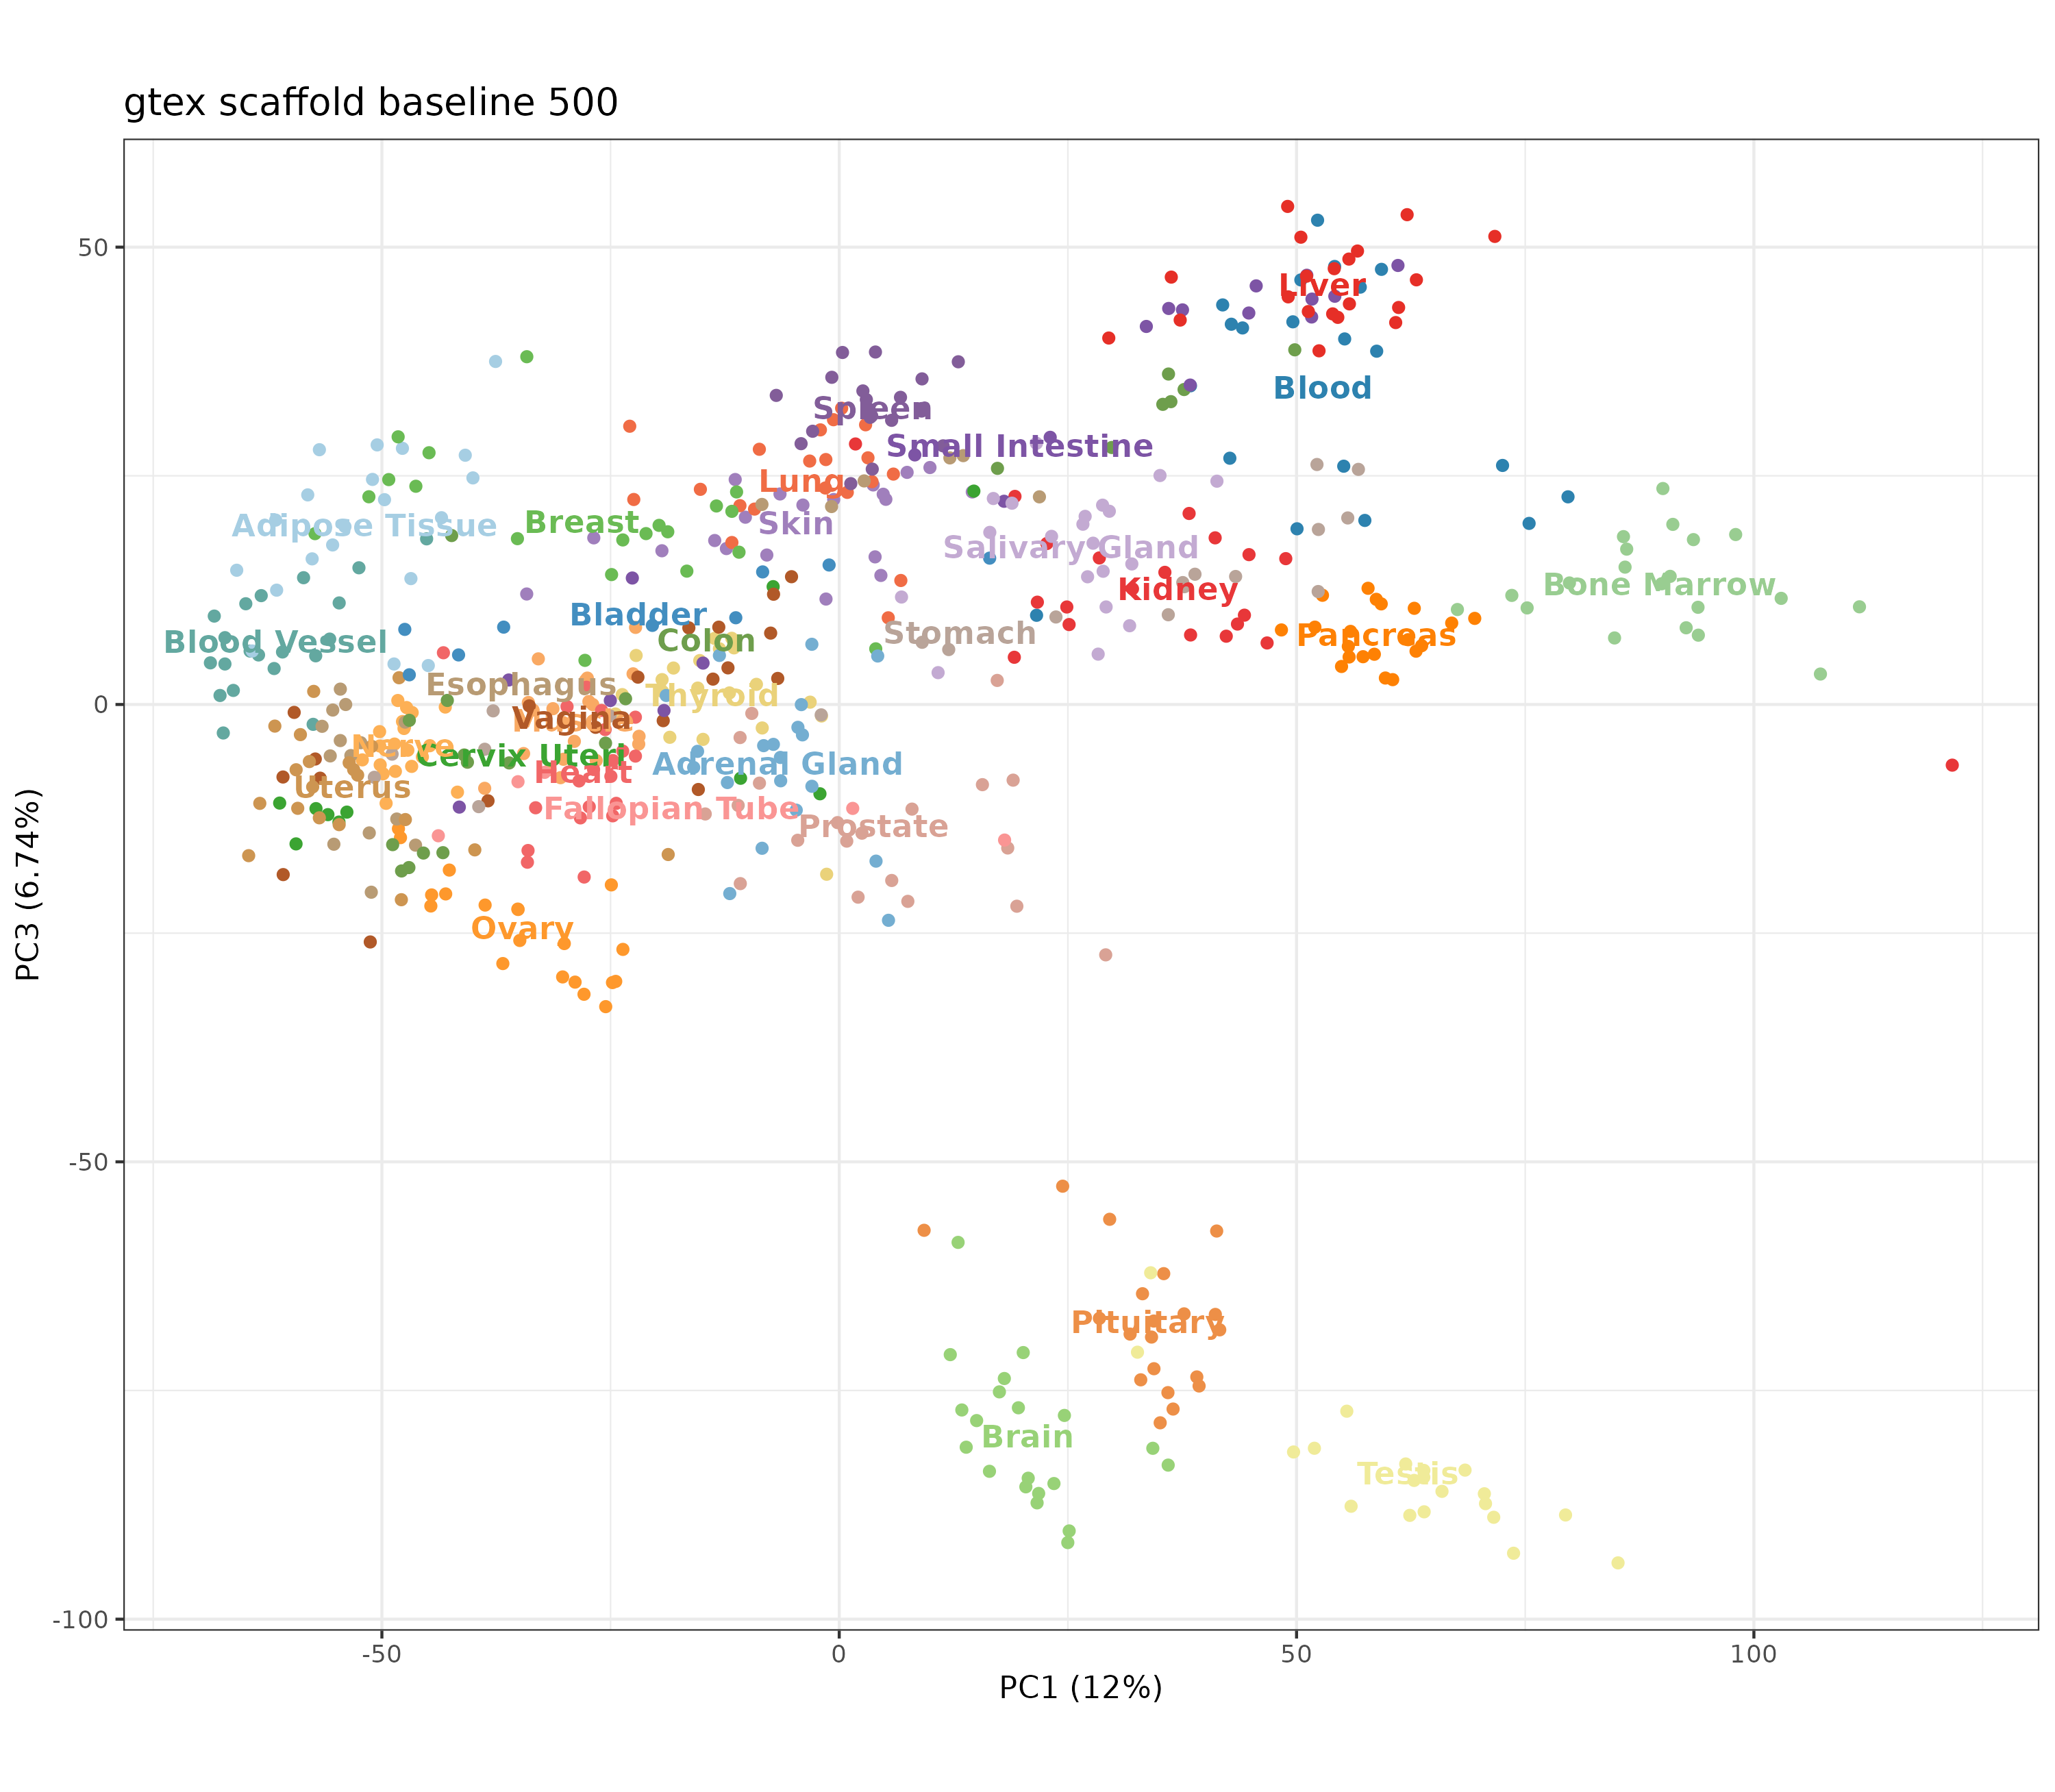 gtex scaffold baseline 500
50
0
-50
-100
PC3 (6.74%)
Liver
Blood
Spleen
Small Intestine
Lung
Skin
Breast
Adipose Tissue
Salivary Gland
Bone Marrow
Kidney
Bladder
Stomach
Pancreas
Colon
Blood Vessel
Esophagus
Thyroid
Vagina
Nerve
Cervix Uteri
Adrenal Gland
Heart
Uterus
Fallopian Tube
Prostate
Ovary
Pituitary
Brain
Testis
-50
0
50
100
PC1 (12%)